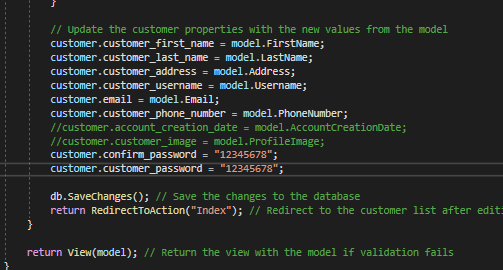 }
// Update the customer properties with the new values from the model
customer.customer_first_name = model.FirstName;
customer.customer_last_name = model.LastName;
customer.customer_address = model.Address;
customer.customer_username = model.Username;
customer.email = model.Email;
customer.customer_phone_number = model.PhoneNumber;
//customer.account_creation_date = model.AccountCreationDate;
//customer.customer_image = model.ProfileImage;
customer.confirm_password = "12345678";
customer.customer_password = "12345678";
db.SaveChanges(); // Save the changes to the database
return RedirectToAction("Index"); // Redirect to the customer list after editi
}
return View(model); // Return the view with the model if validation fails
}